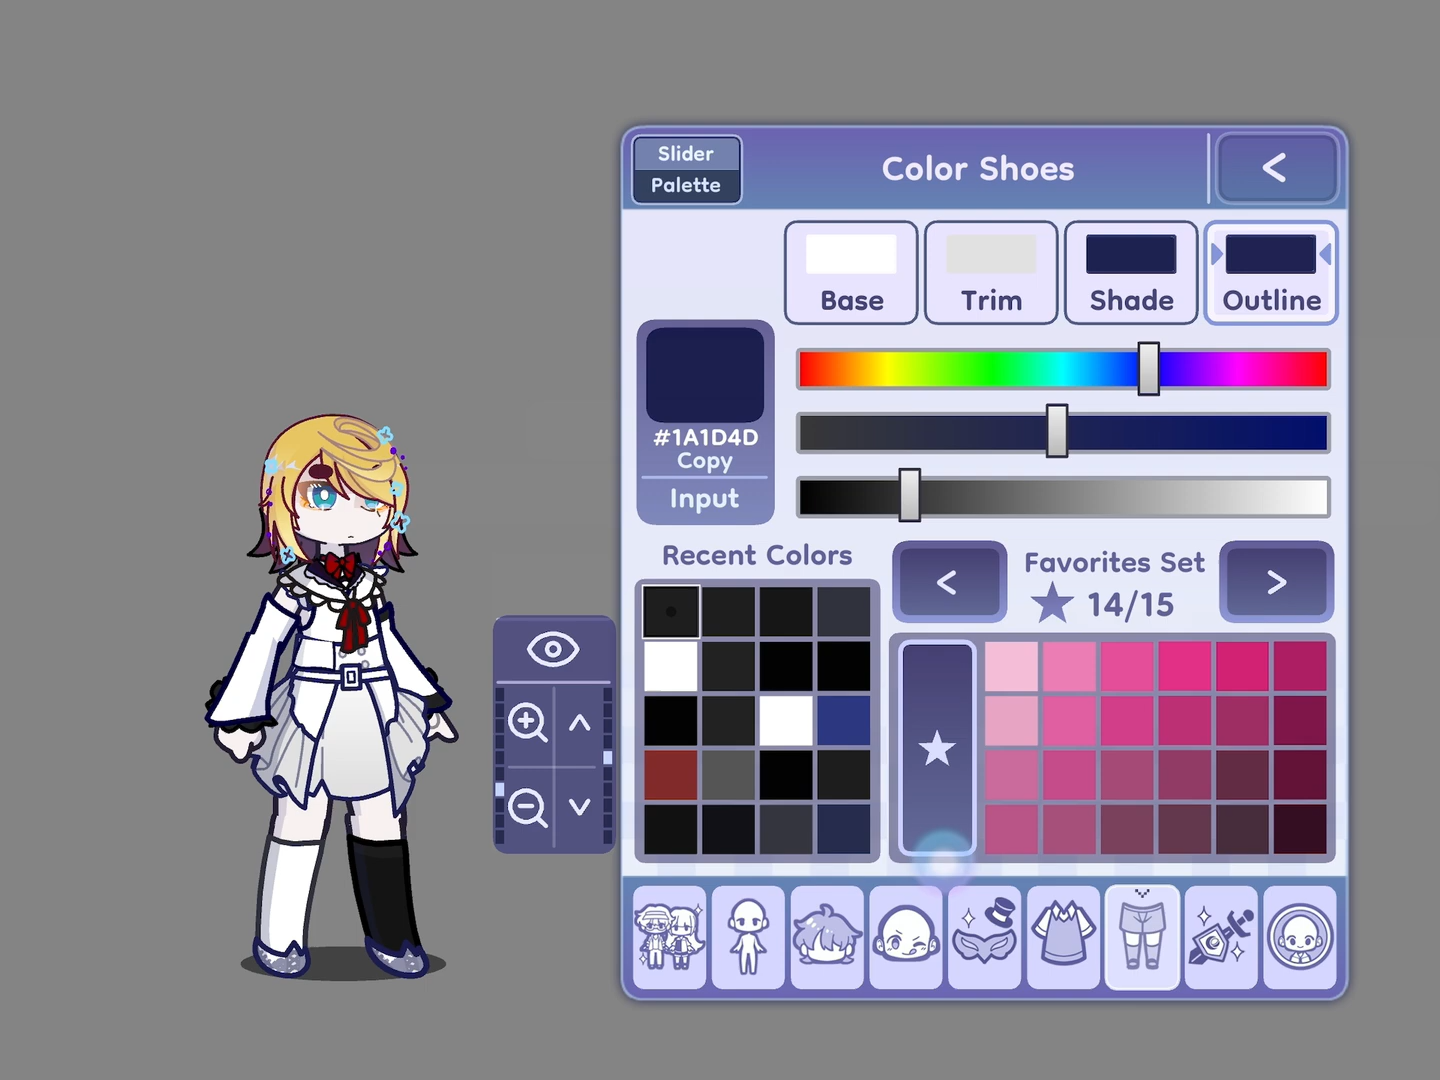 Slider
Palette
Color Shoes
<
Base
Trim
Shade
Outline
#1A1D4D
Copy
Input
Recent Colors
<
Favorites Set
14/15
>